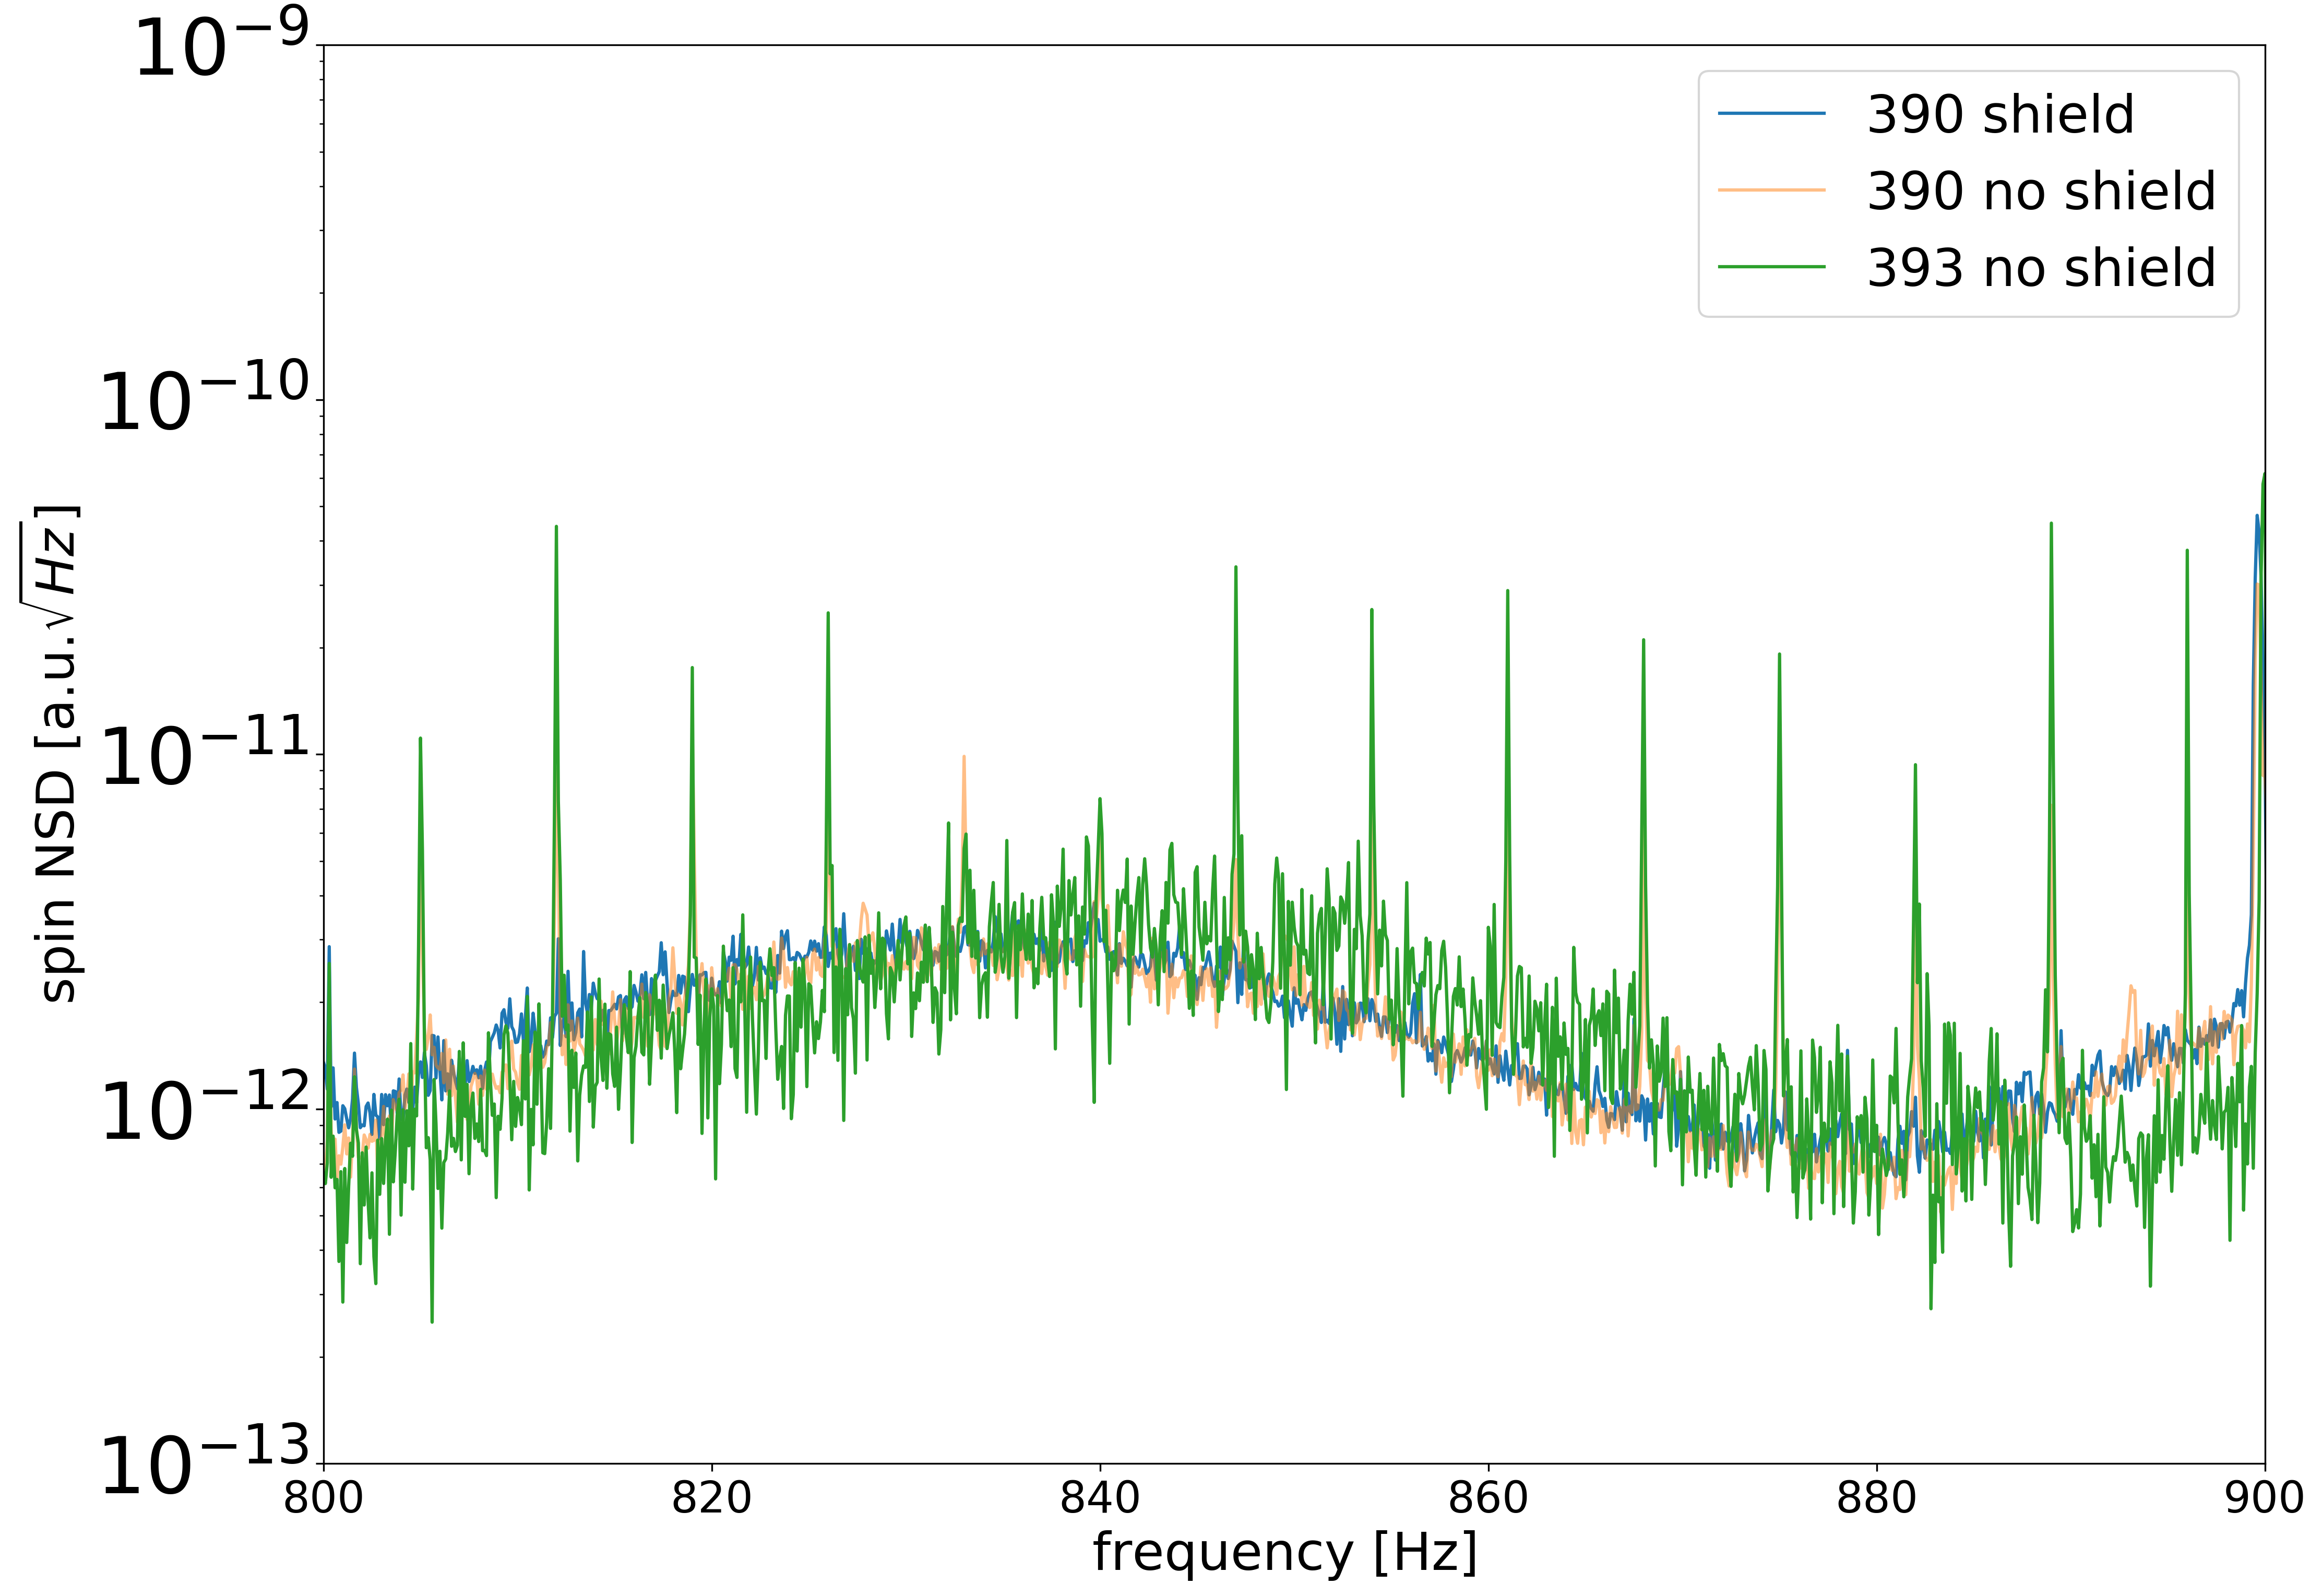 10⁻⁹
10⁻¹⁰
10⁻¹¹
10⁻¹²
10⁻¹³
spin NSD [a.u.√Hz]
390 shield
390 no shield
393 no shield
800 820 840 860 880 900
frequency [Hz]